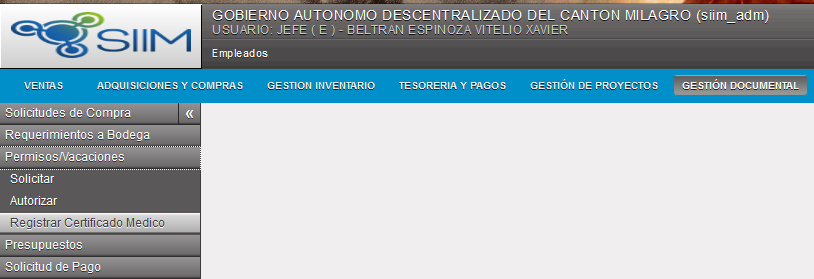 SIIM
GOBIERNO AUTONOMO DESCENTRALIZADO DEL CANTON MILAGRO (siim_adm)
USUARIO: JEFE ( E ) - BELTRAN ESPINOZA VITELIO XAVIER
Empleados
VENTAS ADQUISICIONES Y COMPRAS GESTION INVENTARIO TESORERIA Y PAGOS GESTIÓN DE PROYECTOS GESTIÓN DOCUMENTAL
Solicitudes de Compra «
Requerimientos a Bodega
Permisos/Vacaciones
Solicitar
Autorizar
Registrar Certificado Medico
Presupuestos
Solicitud de Pago